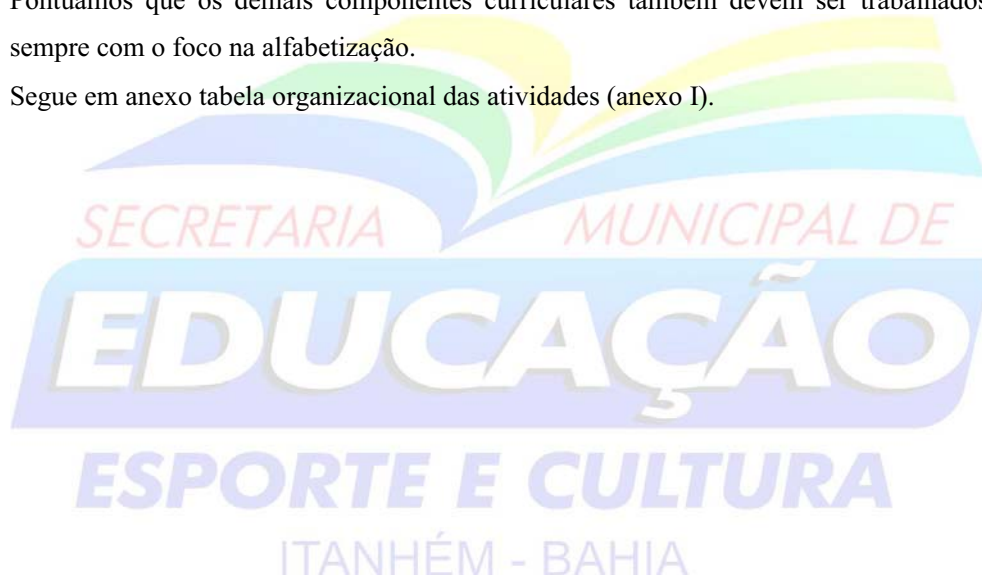 Pontuamos que os demais componentes curriculares também devem ser trabalhados
sempre com o foco na alfabetização.
Segue em anexo tabela organizacional das atividades (anexo I).
SECRETARIA MUNICIPAL DE
EDUCAÇÃO
ESPORTE E CULTURA
ITANHÉM - BAHIA